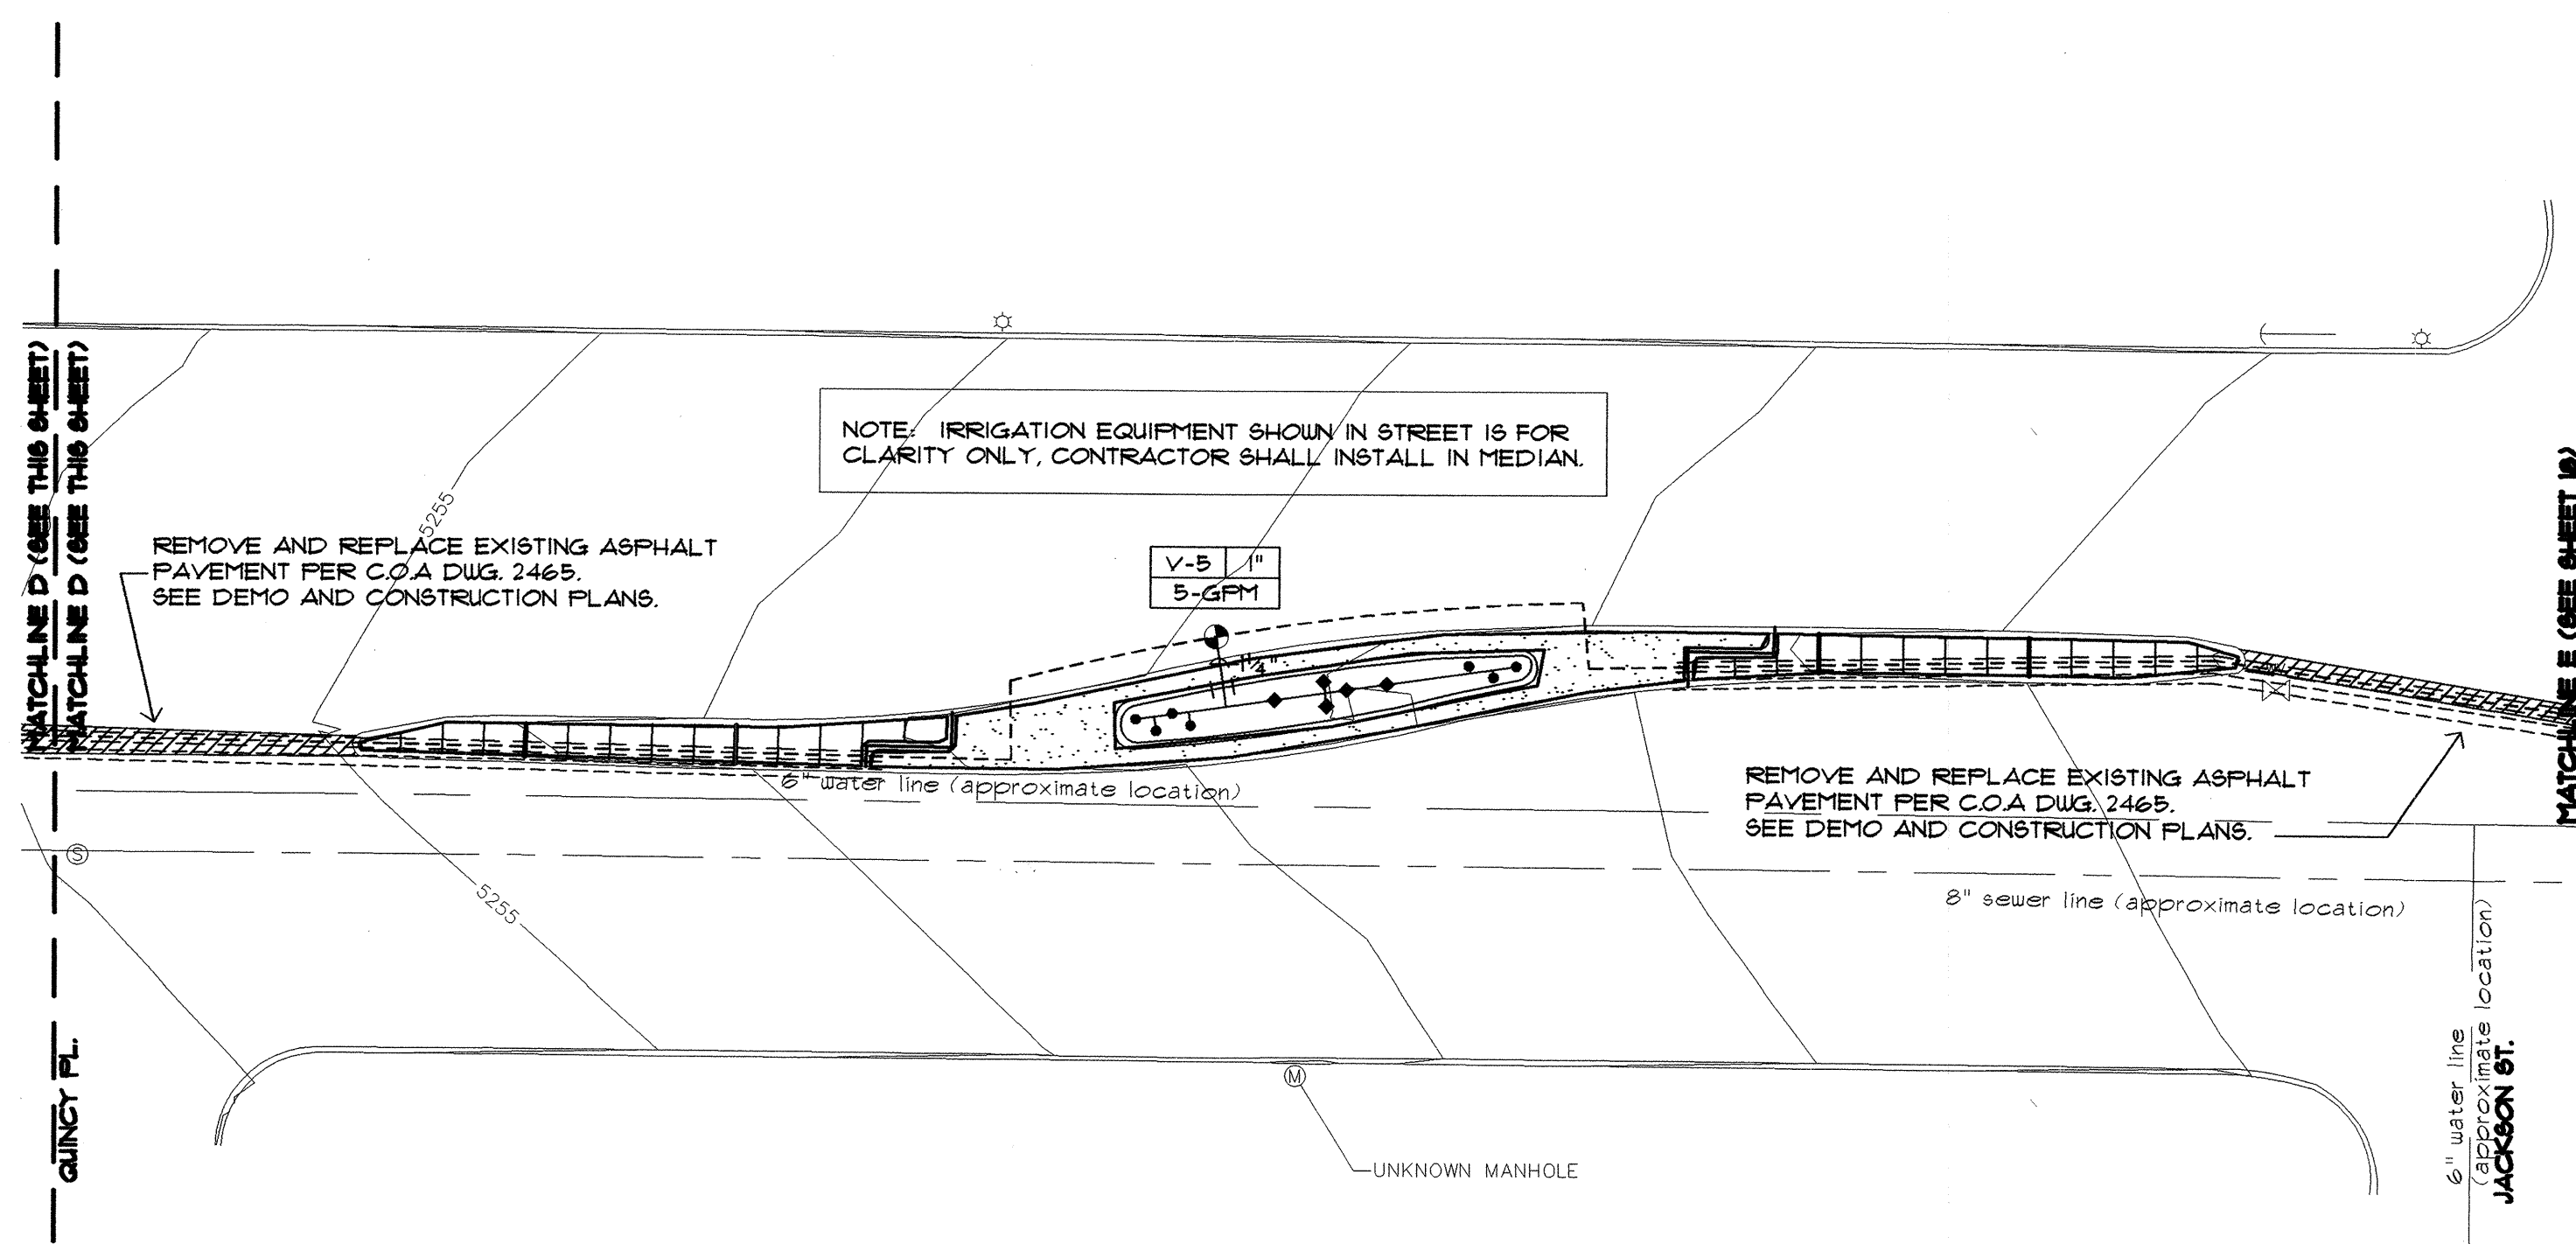 MATCHLINE D (SEE THIS SHEET)
MATCHLINE D (SEE THIS SHEET)
NOTE: IRRIGATION EQUIPMENT SHOWN IN STREET IS FOR
CLARITY ONLY, CONTRACTOR SHALL INSTALL IN MEDIAN.
5255
REMOVE AND REPLACE EXISTING ASPHALT
PAVEMENT PER C.O.A DWG. 2465.
SEE DEMO AND CONSTRUCTION PLANS.
V-5 1"
5-GPM
1¼"
6" water line (approximate location)
REMOVE AND REPLACE EXISTING ASPHALT
PAVEMENT PER C.O.A DWG. 2465.
SEE DEMO AND CONSTRUCTION PLANS.
S
5255
8" sewer line (approximate location)
M
UNKNOWN MANHOLE
QUINCY PL.
6" water line
(approximate location)
JACKSON ST.
MATCHLINE E (SEE SHEET